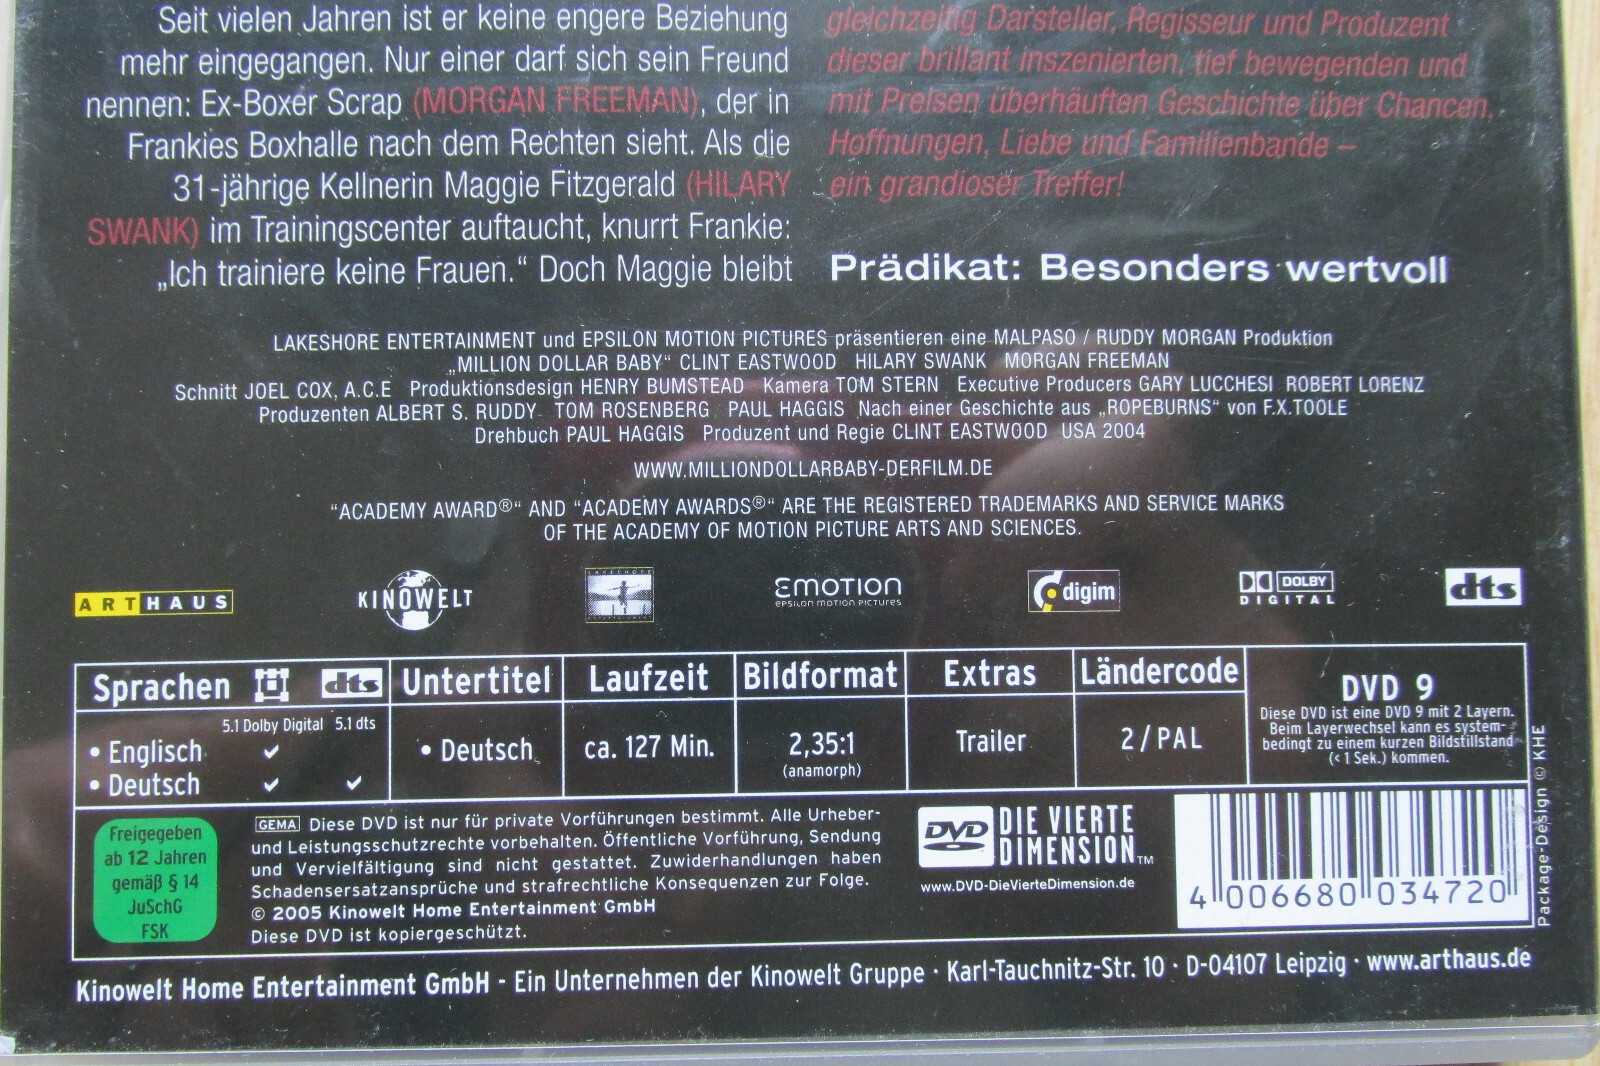 Seit vielen Jahren ist er keine engere Beziehung
mehr eingegangen. Nur einer darf sich sein Freund
nennen: Ex-Boxer Scrap (MORGAN FREEMAN), der in
Frankies Boxhalle nach dem Rechten sieht. Als die
31-jährige Kellnerin Maggie Fitzgerald (HILARY
SWANK) im Trainingscenter auftaucht, knurrt Frankie:
„Ich trainiere keine Frauen.“ Doch Maggie bleibt
gleichzeitig Darsteller, Regisseur und Produzent
dieser brillant inszenierten, tief bewegenden und
mit Preisen überhäuften Geschichte über Chancen,
Hoffnungen, Liebe und Familienbande –
ein grandioser Treffer!
Prädikat: Besonders wertvoll
LAKESHORE ENTERTAINMENT und EPSILON MOTION PICTURES präsentieren eine MALPASO / RUDDY MORGAN Produktion
„MILLION DOLLAR BABY“ CLINT EASTWOOD HILARY SWANK MORGAN FREEMAN
Schnitt JOEL COX, A.C.E Produktionsdesign HENRY BUMSTEAD Kamera TOM STERN Executive Producers GARY LUCCHESI ROBERT LORENZ
Produzenten ALBERT S. RUDDY TOM ROSENBERG PAUL HAGGIS Nach einer Geschichte aus „ROPEBURNS“ von F.X.TOOLE
Drehbuch PAUL HAGGIS Produzent und Regie CLINT EASTWOOD USA 2004
WWW.MILLIONDOLLARBABY-DERFILM.DE
“ACADEMY AWARD®“ AND “ACADEMY AWARDS®“ ARE THE REGISTERED TRADEMARKS AND SERVICE MARKS
OF THE ACADEMY OF MOTION PICTURE ARTS AND SCIENCES.
ARTHAUS
KINOWELT
LAKESHORE
ENTERTAINMENT
EMOTION
EPSILON MOTION PICTURES
digim
DOLBY
DIGITAL
dts
Sprachen dts
5.1 Dolby Digital 5.1 dts
• Englisch ✓
• Deutsch ✓ ✓
Untertitel
• Deutsch
Laufzeit
ca. 127 Min.
Bildformat
2,35:1
(anamorph)
Extras
Trailer
Ländercode
2 / PAL
DVD 9
Diese DVD ist eine DVD 9 mit 2 Layern.
Beim Layerwechsel kann es system-
bedingt zu einem kurzen Bildstillstand
(< 1 Sek.) kommen.
Freigegeben
ab 12 Jahren
gemäß § 14
JuSchG
FSK
GEMA Diese DVD ist nur für private Vorführungen bestimmt. Alle Urheber-
und Leistungsschutzrechte vorbehalten. Öffentliche Vorführung, Sendung
und Vervielfältigung sind nicht gestattet. Zuwiderhandlungen haben
Schadensersatzansprüche und strafrechtliche Konsequenzen zur Folge.
© 2005 Kinowelt Home Entertainment GmbH
Diese DVD ist kopiergeschützt.
DVD DIE VIERTE
DIMENSION™
www.DVD-DieVierteDimension.de
4 006680 034720
Package-Design © KHE
Kinowelt Home Entertainment GmbH - Ein Unternehmen der Kinowelt Gruppe · Karl-Tauchnitz-Str. 10 · D-04107 Leipzig · www.arthaus.de